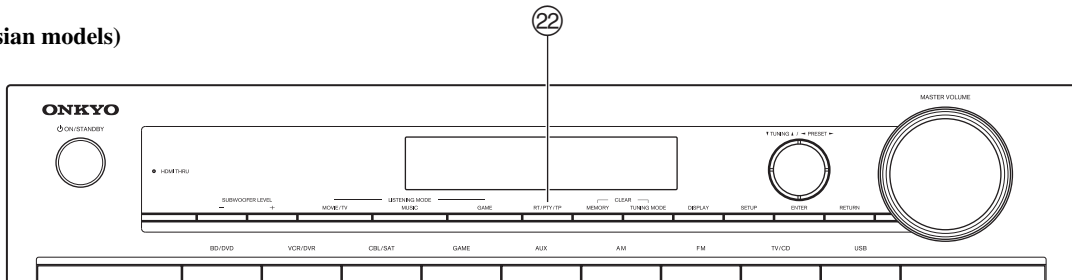 sian models)
㉒
MASTER VOLUME
ONKYO
ON/STANDBY
TUNING / PRESET
HDMI THRU
SUBWOOFER LEVEL
LISTENING MODE
CLEAR
− + MOVIE/TV MUSIC GAME RT/PTY/TP MEMORY TUNING MODE DISPLAY SETUP ENTER RETURN
BD/DVD VCR/DVR CBL/SAT GAME AUX AM FM TV/CD USB